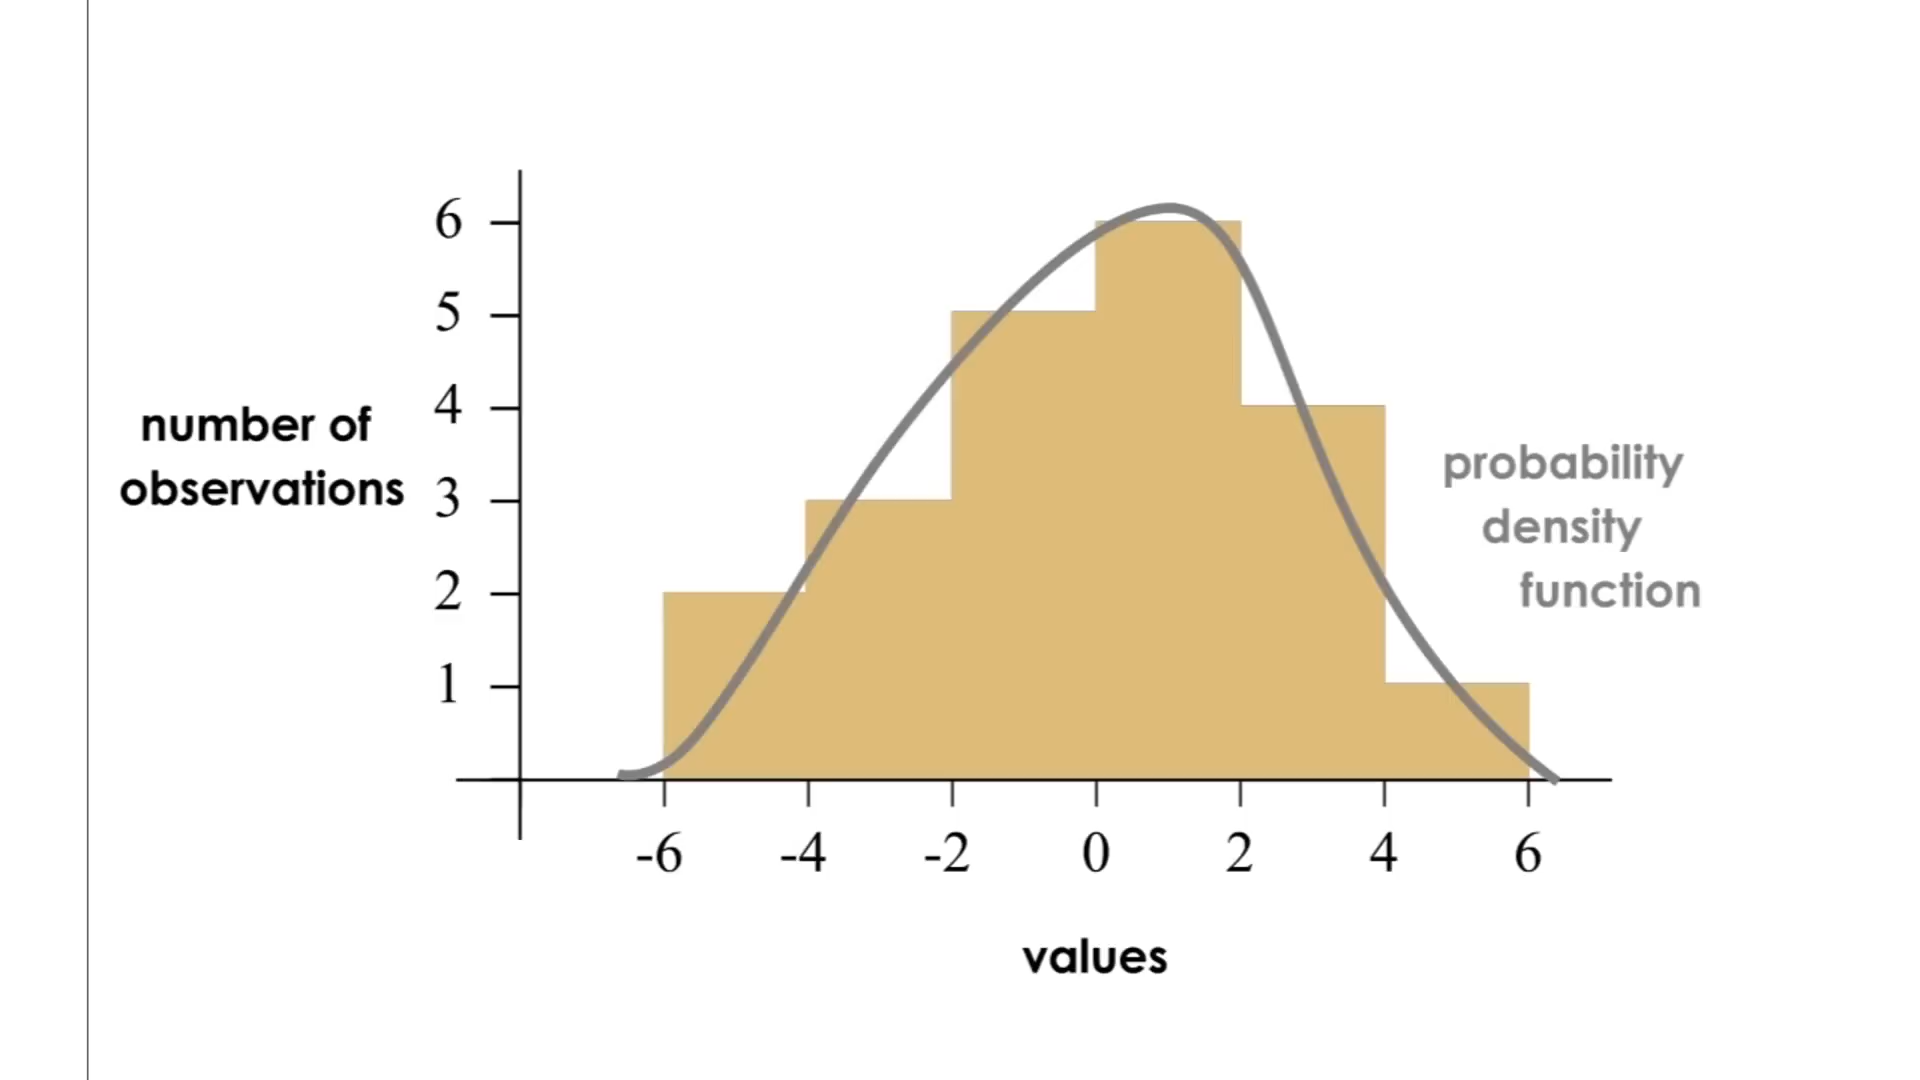 6
5
4
3
2
1
number of
observations
probability
density
function
-6 -4 -2 0 2 4 6
values